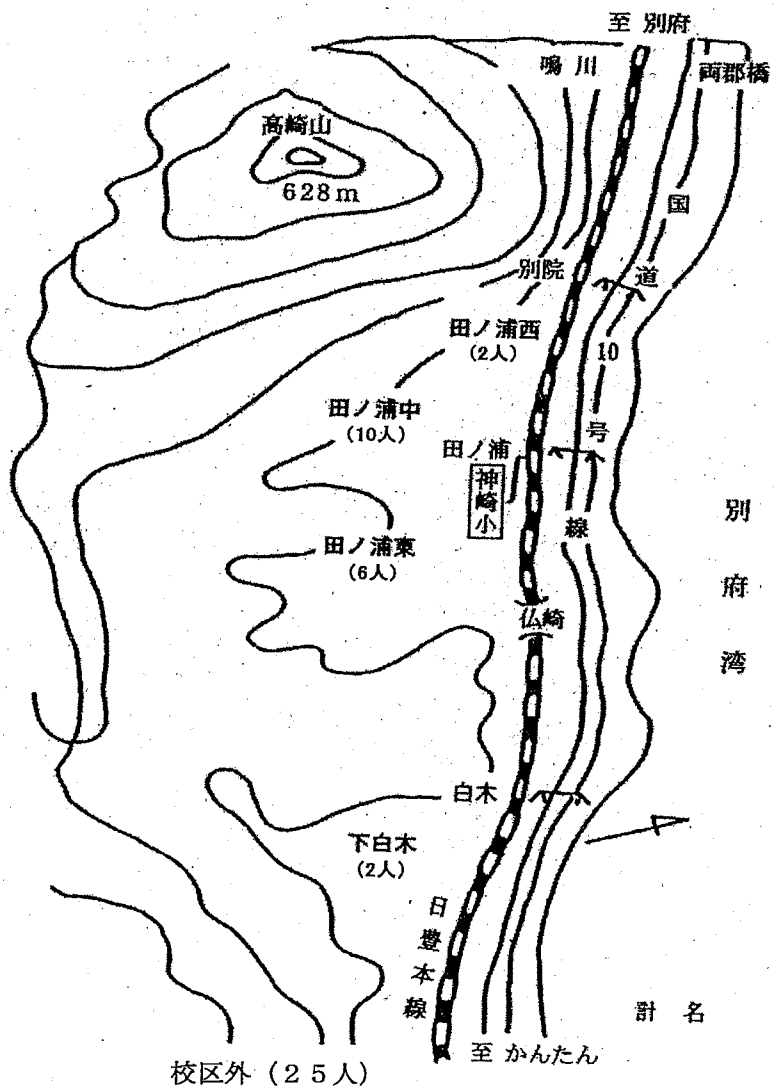 至 別府
鳴 川
両郡橋
高崎山
628m
国道10号線
別院
田ノ浦西
(2人)
田ノ浦中
(10人)
田ノ浦
神崎小
田ノ浦東
(6人)
仏崎
別府湾
白木
下白木
(2人)
日豊本線
計 名
至 かんたん
校区外 (25人)